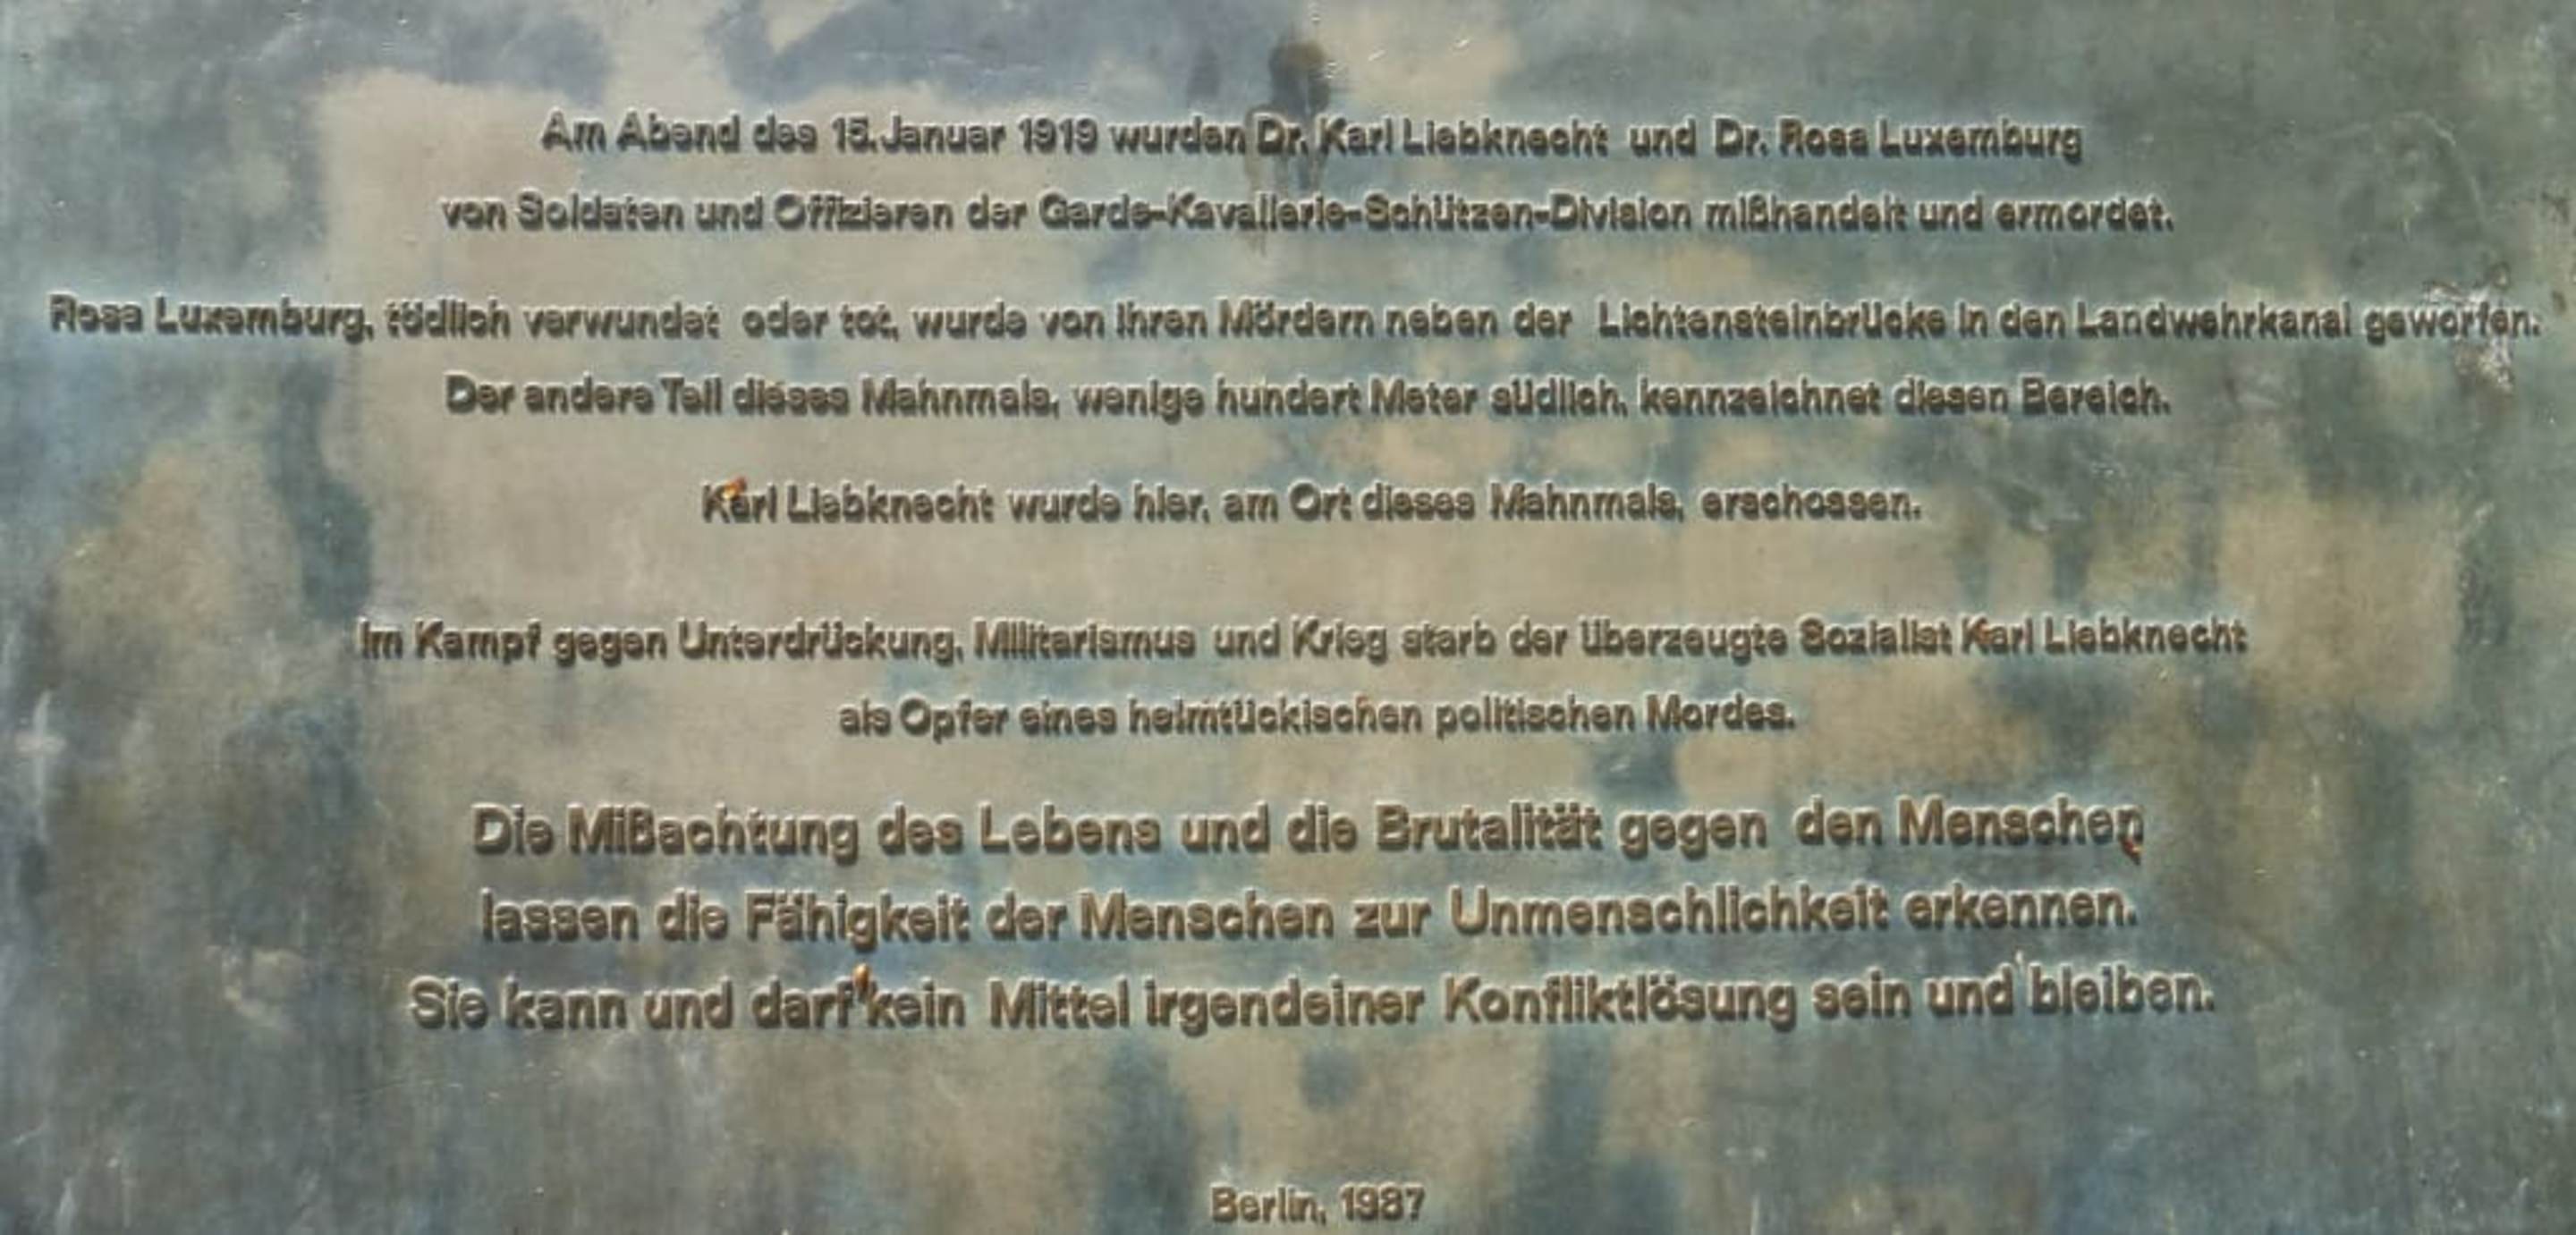 Am Abend des 15. Januar 1919 wurden Dr. Karl Liebknecht und Dr. Rosa Luxemburg
von Soldaten und Offizieren der Garde-Kavallerie-Schützen-Division mißhandelt und ermordet.
Rosa Luxemburg, tödlich verwundet oder tot, wurde von ihren Mördern neben der Lichtensteinbrücke in den Landwehrkanal geworfen.
Der andere Teil dieses Mahnmals, wenige hundert Meter südlich, kennzeichnet diesen Bereich.
Karl Liebknecht wurde hier, am Ort dieses Mahnmals, erschossen.
Im Kampf gegen Unterdrückung, Militarismus und Krieg starb der überzeugte Sozialist Karl Liebknecht
als Opfer eines heimtückischen politischen Mordes.
Die Mißachtung des Lebens und die Brutalität gegen den Menschen
lassen die Fähigkeit der Menschen zur Unmenschlichkeit erkennen.
Sie kann und darf kein Mittel irgendeiner Konfliktlösung sein und bleiben.
Berlin, 1987